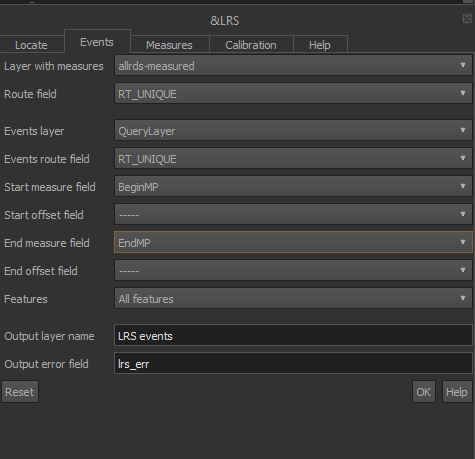 &LRS
Locate Events Measures Calibration Help
Layer with measures allrds-measured
Route field RT_UNIQUE
Events layer QueryLayer
Events route field RT_UNIQUE
Start measure field BeginMP
Start offset field -----
End measure field EndMP
End offset field -----
Features All features
Output layer name LRS events
Output error field lrs_err
Reset OK Help